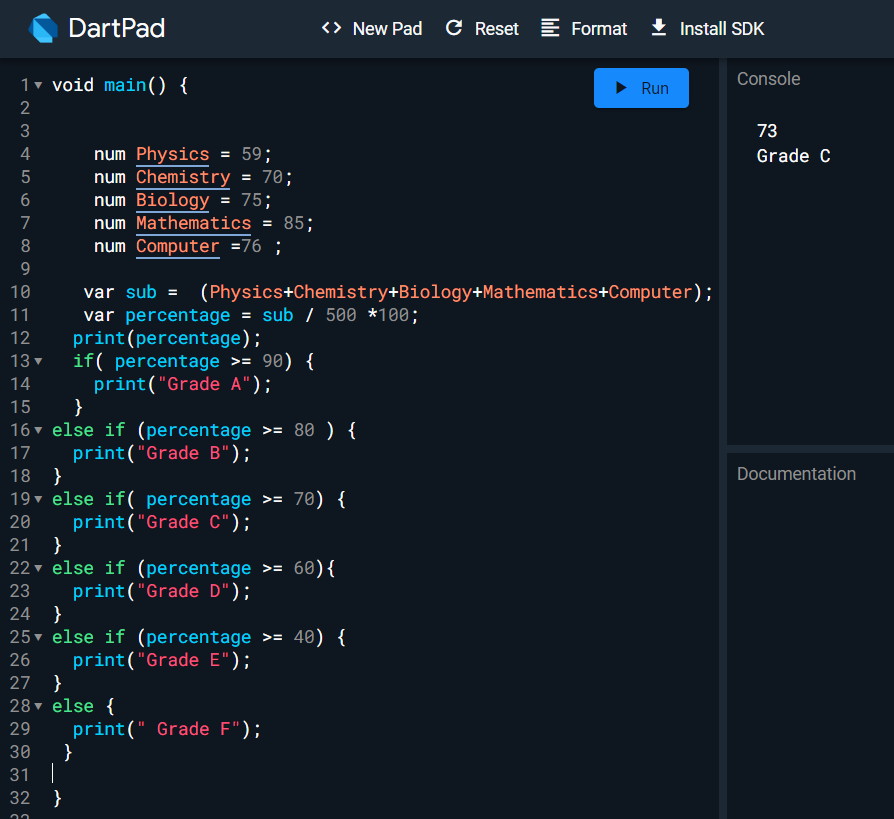 DartPad
<> New Pad
Reset
Format
Install SDK
Run
1 void main() {
2
3
4     num Physics = 59;
5     num Chemistry = 70;
6     num Biology = 75;
7     num Mathematics = 85;
8     num Computer =76 ;
9
10    var sub =  (Physics+Chemistry+Biology+Mathematics+Computer);
11    var percentage = sub / 500 *100;
12   print(percentage);
13   if( percentage >= 90) {
14     print("Grade A");
15   }
16 else if (percentage >= 80 ) {
17   print("Grade B");
18 }
19 else if( percentage >= 70) {
20   print("Grade C");
21 }
22 else if (percentage >= 60){
23   print("Grade D");
24 }
25 else if (percentage >= 40) {
26   print("Grade E");
27 }
28 else {
29   print(" Grade F");
30  }
31
32 }
Console
73
Grade C
Documentation